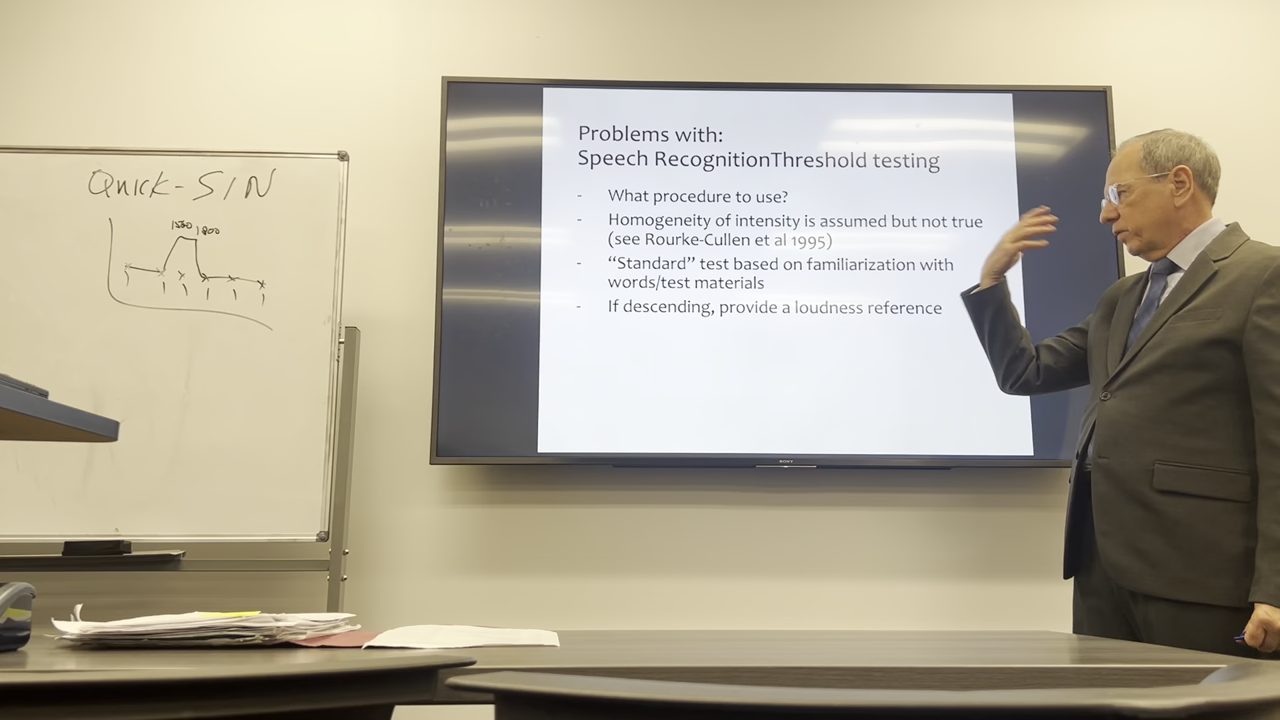 Quick-SIN
1500 1800
Problems with:
Speech RecognitionThreshold testing
- What procedure to use?
- Homogeneity of intensity is assumed but not true
(see Rourke-Cullen et al 1995)
- “Standard” test based on familiarization with
words/test materials
- If descending, provide a loudness reference
SONY